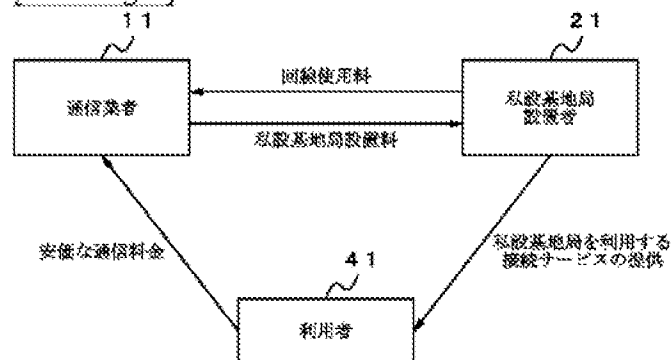 11
21
通信業者
回線使用料
私設基地局
設置者
私設基地局設置料
安価な通信料金
私設基地局を利用する
接続サービスの提供
41
利用者